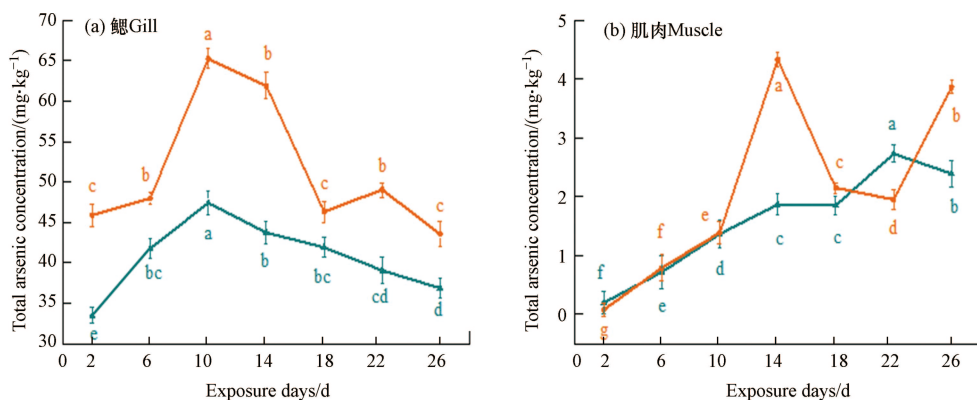 (a) 鳃Gill
Total arsenic concentration/(mg·kg⁻¹)
70
65
60
55
50
45
40
35
30
0 2 6 10 14 18 22 26
Exposure days/d
c b a b c b c
e bc a b bc cd d
(b) 肌肉Muscle
Total arsenic concentration/(mg·kg⁻¹)
5
4
3
2
1
0
0 2 6 10 14 18 22 26
Exposure days/d
g f e a c d b
f e d c c a b